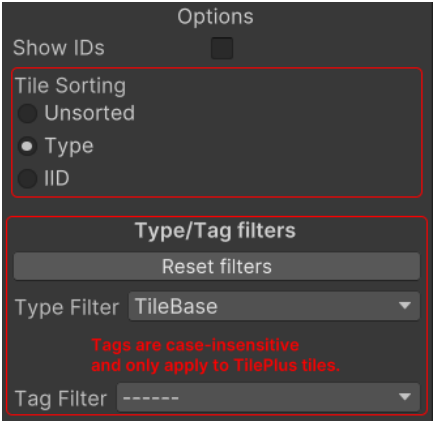 Options
Show IDs
Tile Sorting
Unsorted
Type
IID
Type/Tag filters
Reset filters
Type Filter TileBase
Tags are case-insensitive
and only apply to TilePlus tiles.
Tag Filter ------